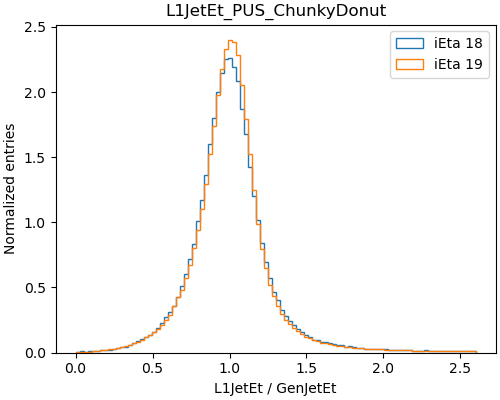 L1JetEt_PUS_ChunkyDonut
iEta 18
iEta 19
Normalized entries
2.5
2.0
1.5
1.0
0.5
0.0
0.0 0.5 1.0 1.5 2.0 2.5
L1JetEt / GenJetEt